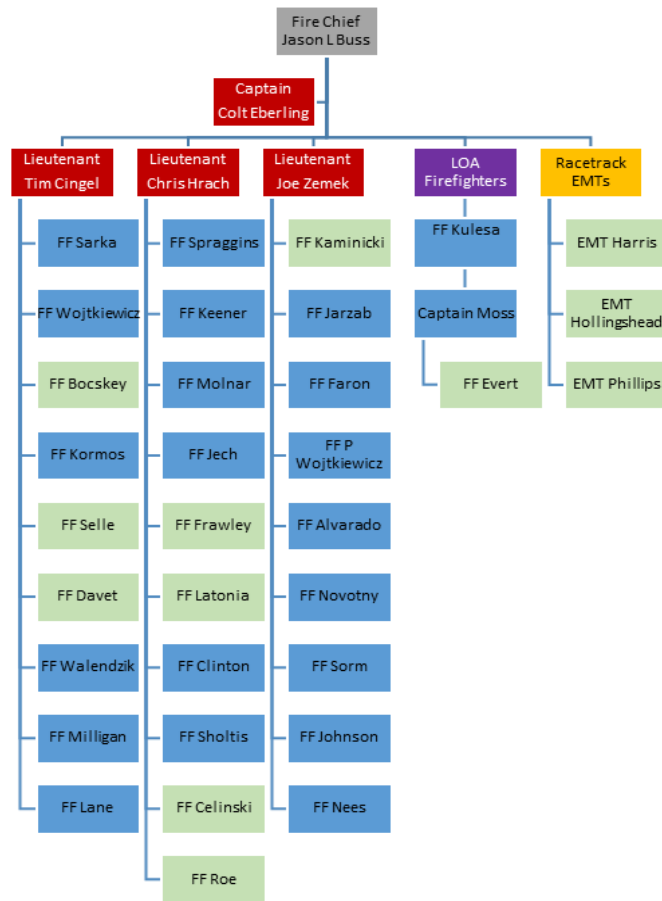 Fire Chief
Jason L Buss
Captain
Colt Eberling
Lieutenant
Tim Cingel
Lieutenant
Chris Hrach
Lieutenant
Joe Zemek
LOA
Firefighters
Racetrack
EMTs
FF Sarka
FF Wojtkiewicz
FF Bocskey
FF Kormos
FF Selle
FF Davet
FF Walendzik
FF Milligan
FF Lane
FF Spraggins
FF Keener
FF Molnar
FF Jech
FF Frawley
FF Latonia
FF Clinton
FF Sholtis
FF Celinski
FF Roe
FF Kaminicki
FF Jarzab
FF Faron
FF P
Wojtkiewicz
FF Alvarado
FF Novotny
FF Sorm
FF Johnson
FF Nees
FF Kulesa
Captain Moss
FF Evert
EMT Harris
EMT
Hollingshead
EMT Phillips